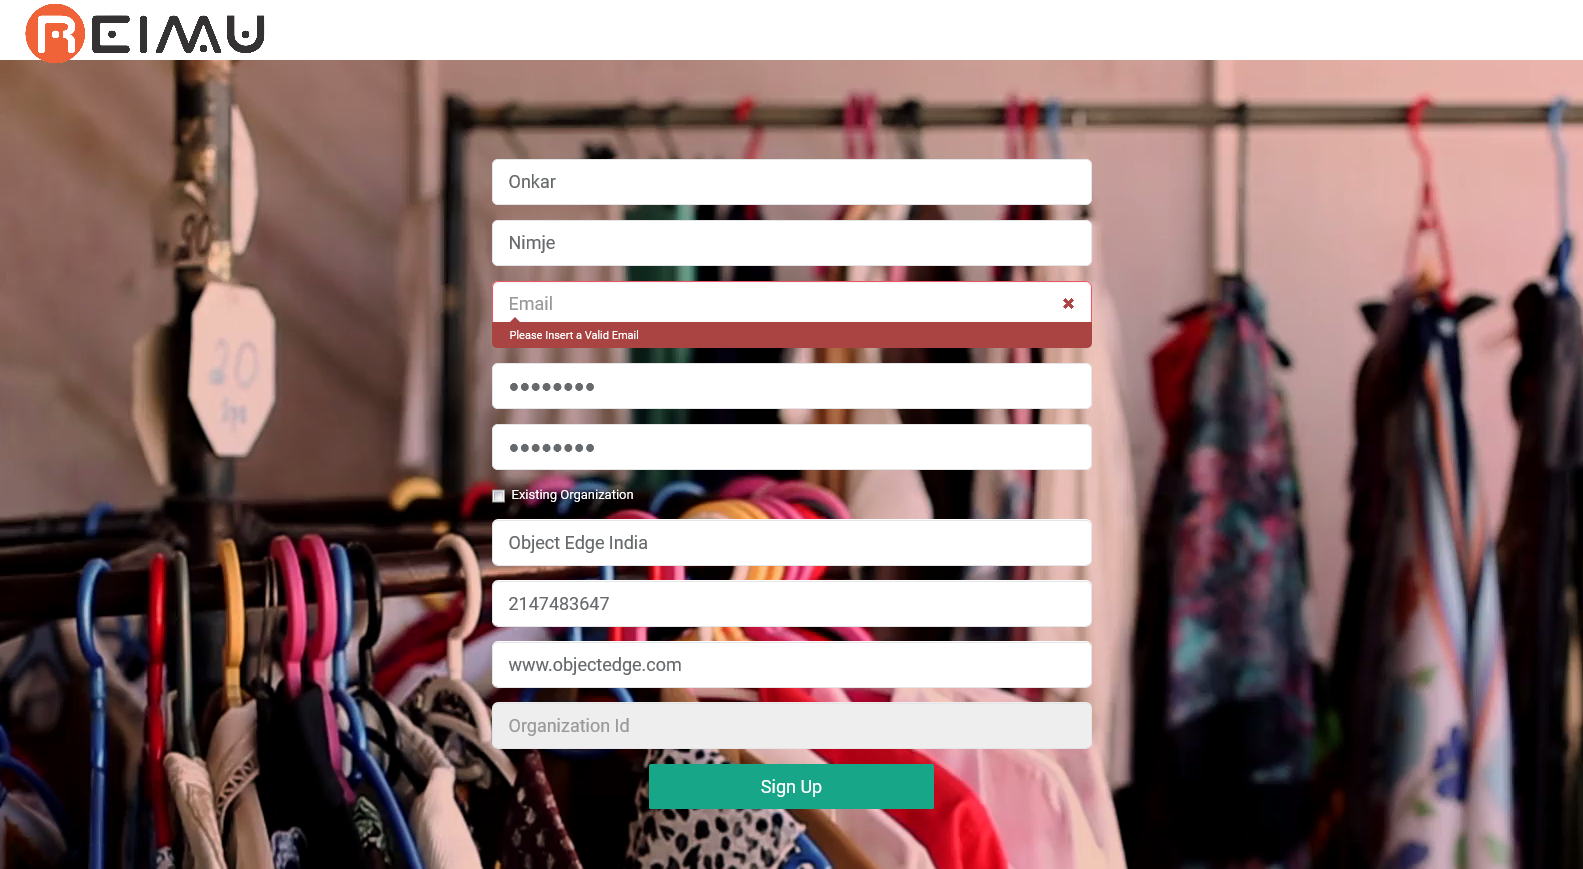 REIMU
Onkar
Nimje
Email
Please Insert a Valid Email
••••••••
••••••••
Existing Organization
Object Edge India
2147483647
www.objectedge.com
Organization Id
Sign Up
20